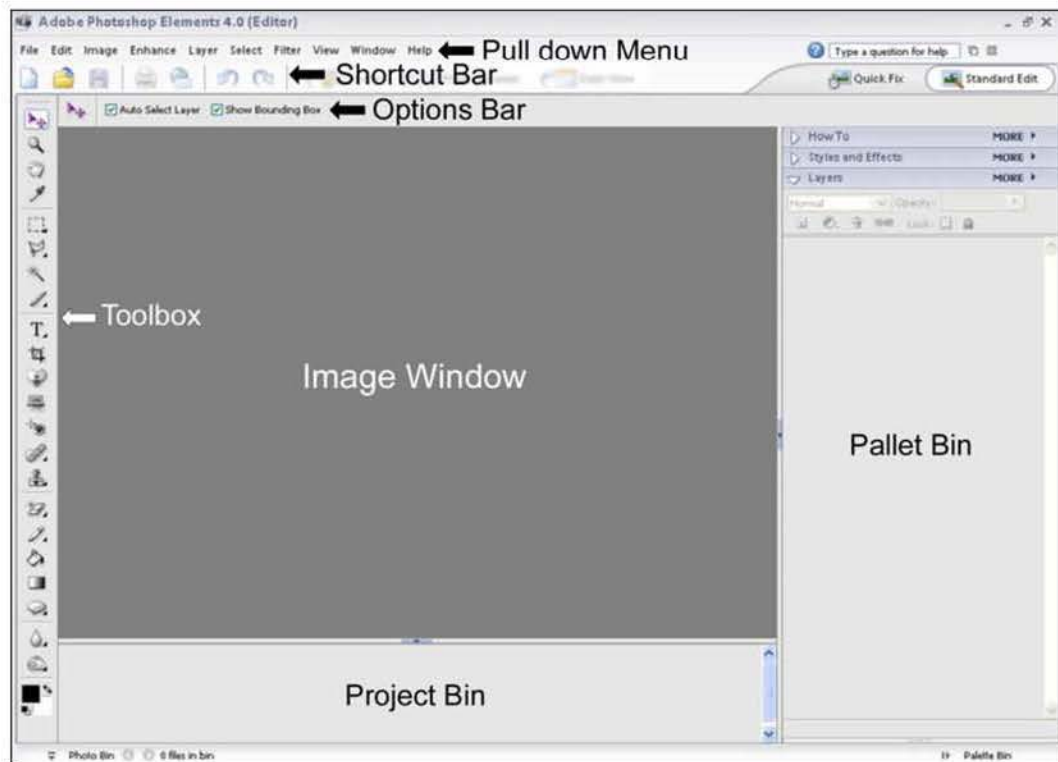 Adobe Photoshop Elements 4.0 (Editor)
File Edit Image Enhance Layer Select Filter View Window Help Pull down Menu Type a question for help
Shortcut Bar Quick Fix Standard Edit
Auto Select Layer Show Bounding Box Options Bar
How To MORE
Styles and Effects MORE
Layers MORE
Normal Opacity:
Lock:
Toolbox
T
Image Window
Pallet Bin
Project Bin
Photo Bin 0 files in bin Palette Bin